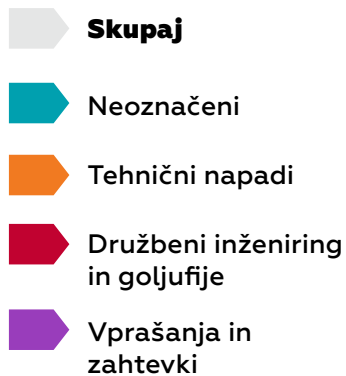 Skupaj
Neoznačeni
Tehnični napadi
Družbeni inženiring
in goljufije
Vprašanja in
zahtevki